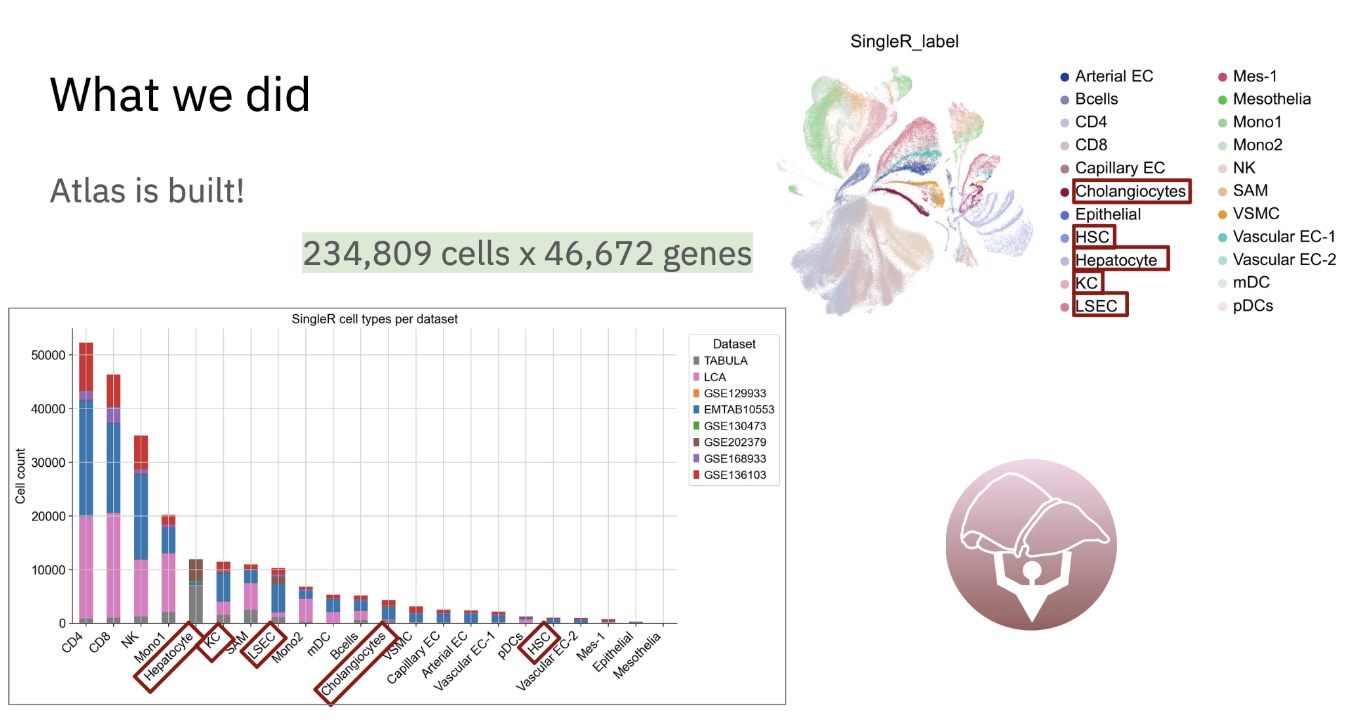 What we did
Atlas is built!
234,809 cells x 46,672 genes
SingleR_label
Arterial EC
Bcells
CD4
CD8
Capillary EC
Cholangiocytes
Epithelial
HSC
Hepatocyte
KC
LSEC
Mes-1
Mesothelia
Mono1
Mono2
NK
SAM
VSMC
Vascular EC-1
Vascular EC-2
mDC
pDCs
SingleR cell types per dataset
Cell count
50000
40000
30000
20000
10000
0
CD4
CD8
NK
Mono1
Hepatocyte
KC
SAM
LSEC
Mono2
mDC
Bcells
Cholangiocytes
VSMC
Capillary EC
Arterial EC
Vascular EC-1
pDCs
HSC
Vascular EC-2
Mes-1
Epithelial
Mesothelia
Dataset
TABULA
LCA
GSE129933
EMTAB10553
GSE130473
GSE202379
GSE168933
GSE136103